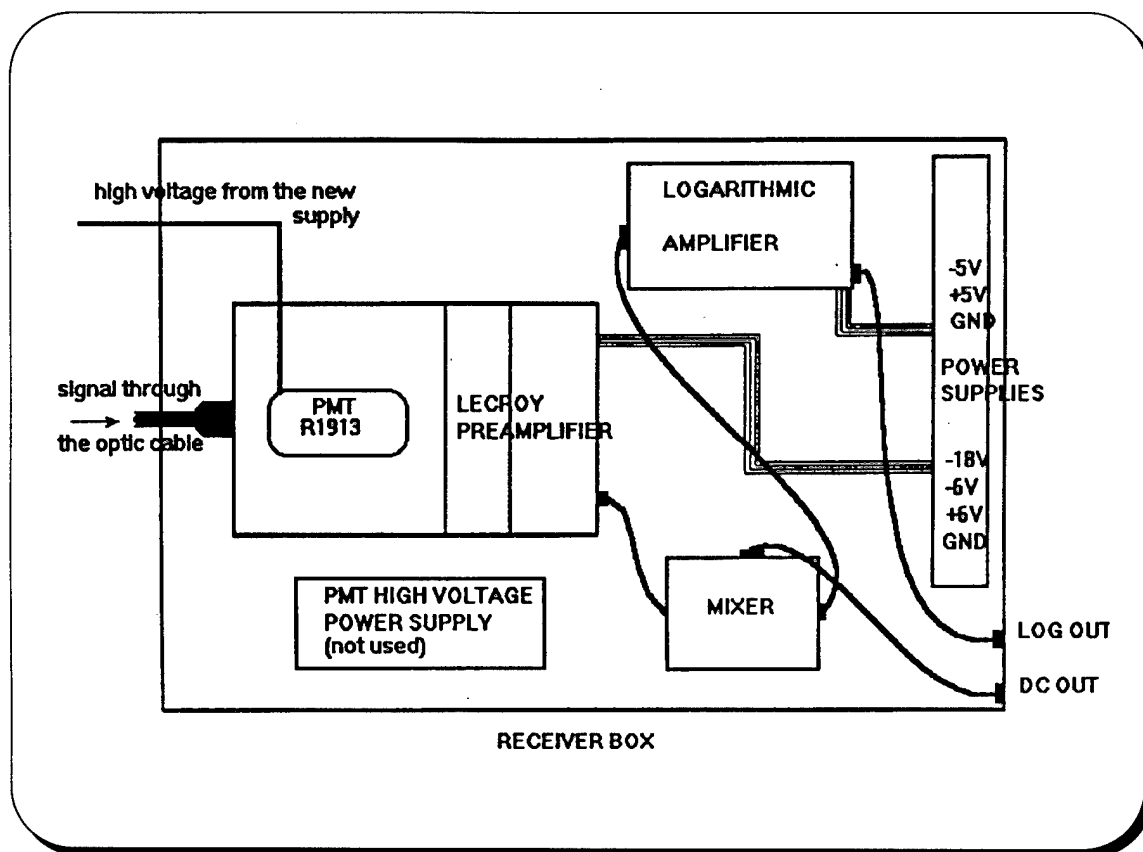 high voltage from the new
supply
LOGARITHMIC
AMPLIFIER
-5V
+5V
GND
POWER
SUPPLIES
-18V
-6V
+6V
GND
signal through
the optic cable
PMT
R1913
LECROY
PREAMPLIFIER
PMT HIGH VOLTAGE
POWER SUPPLY
(not used)
MIXER
LOG OUT
DC OUT
RECEIVER BOX